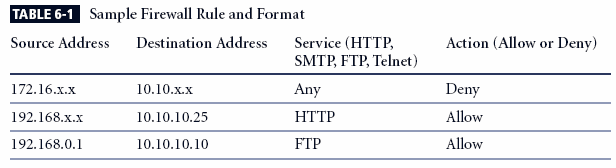 TABLE 6-1 Sample Firewall Rule and Format
Source Address Destination Address Service (HTTP, SMTP, FTP, Telnet) Action (Allow or Deny)
172.16.x.x 10.10.x.x Any Deny
192.168.x.x 10.10.10.25 HTTP Allow
192.168.0.1 10.10.10.10 FTP Allow